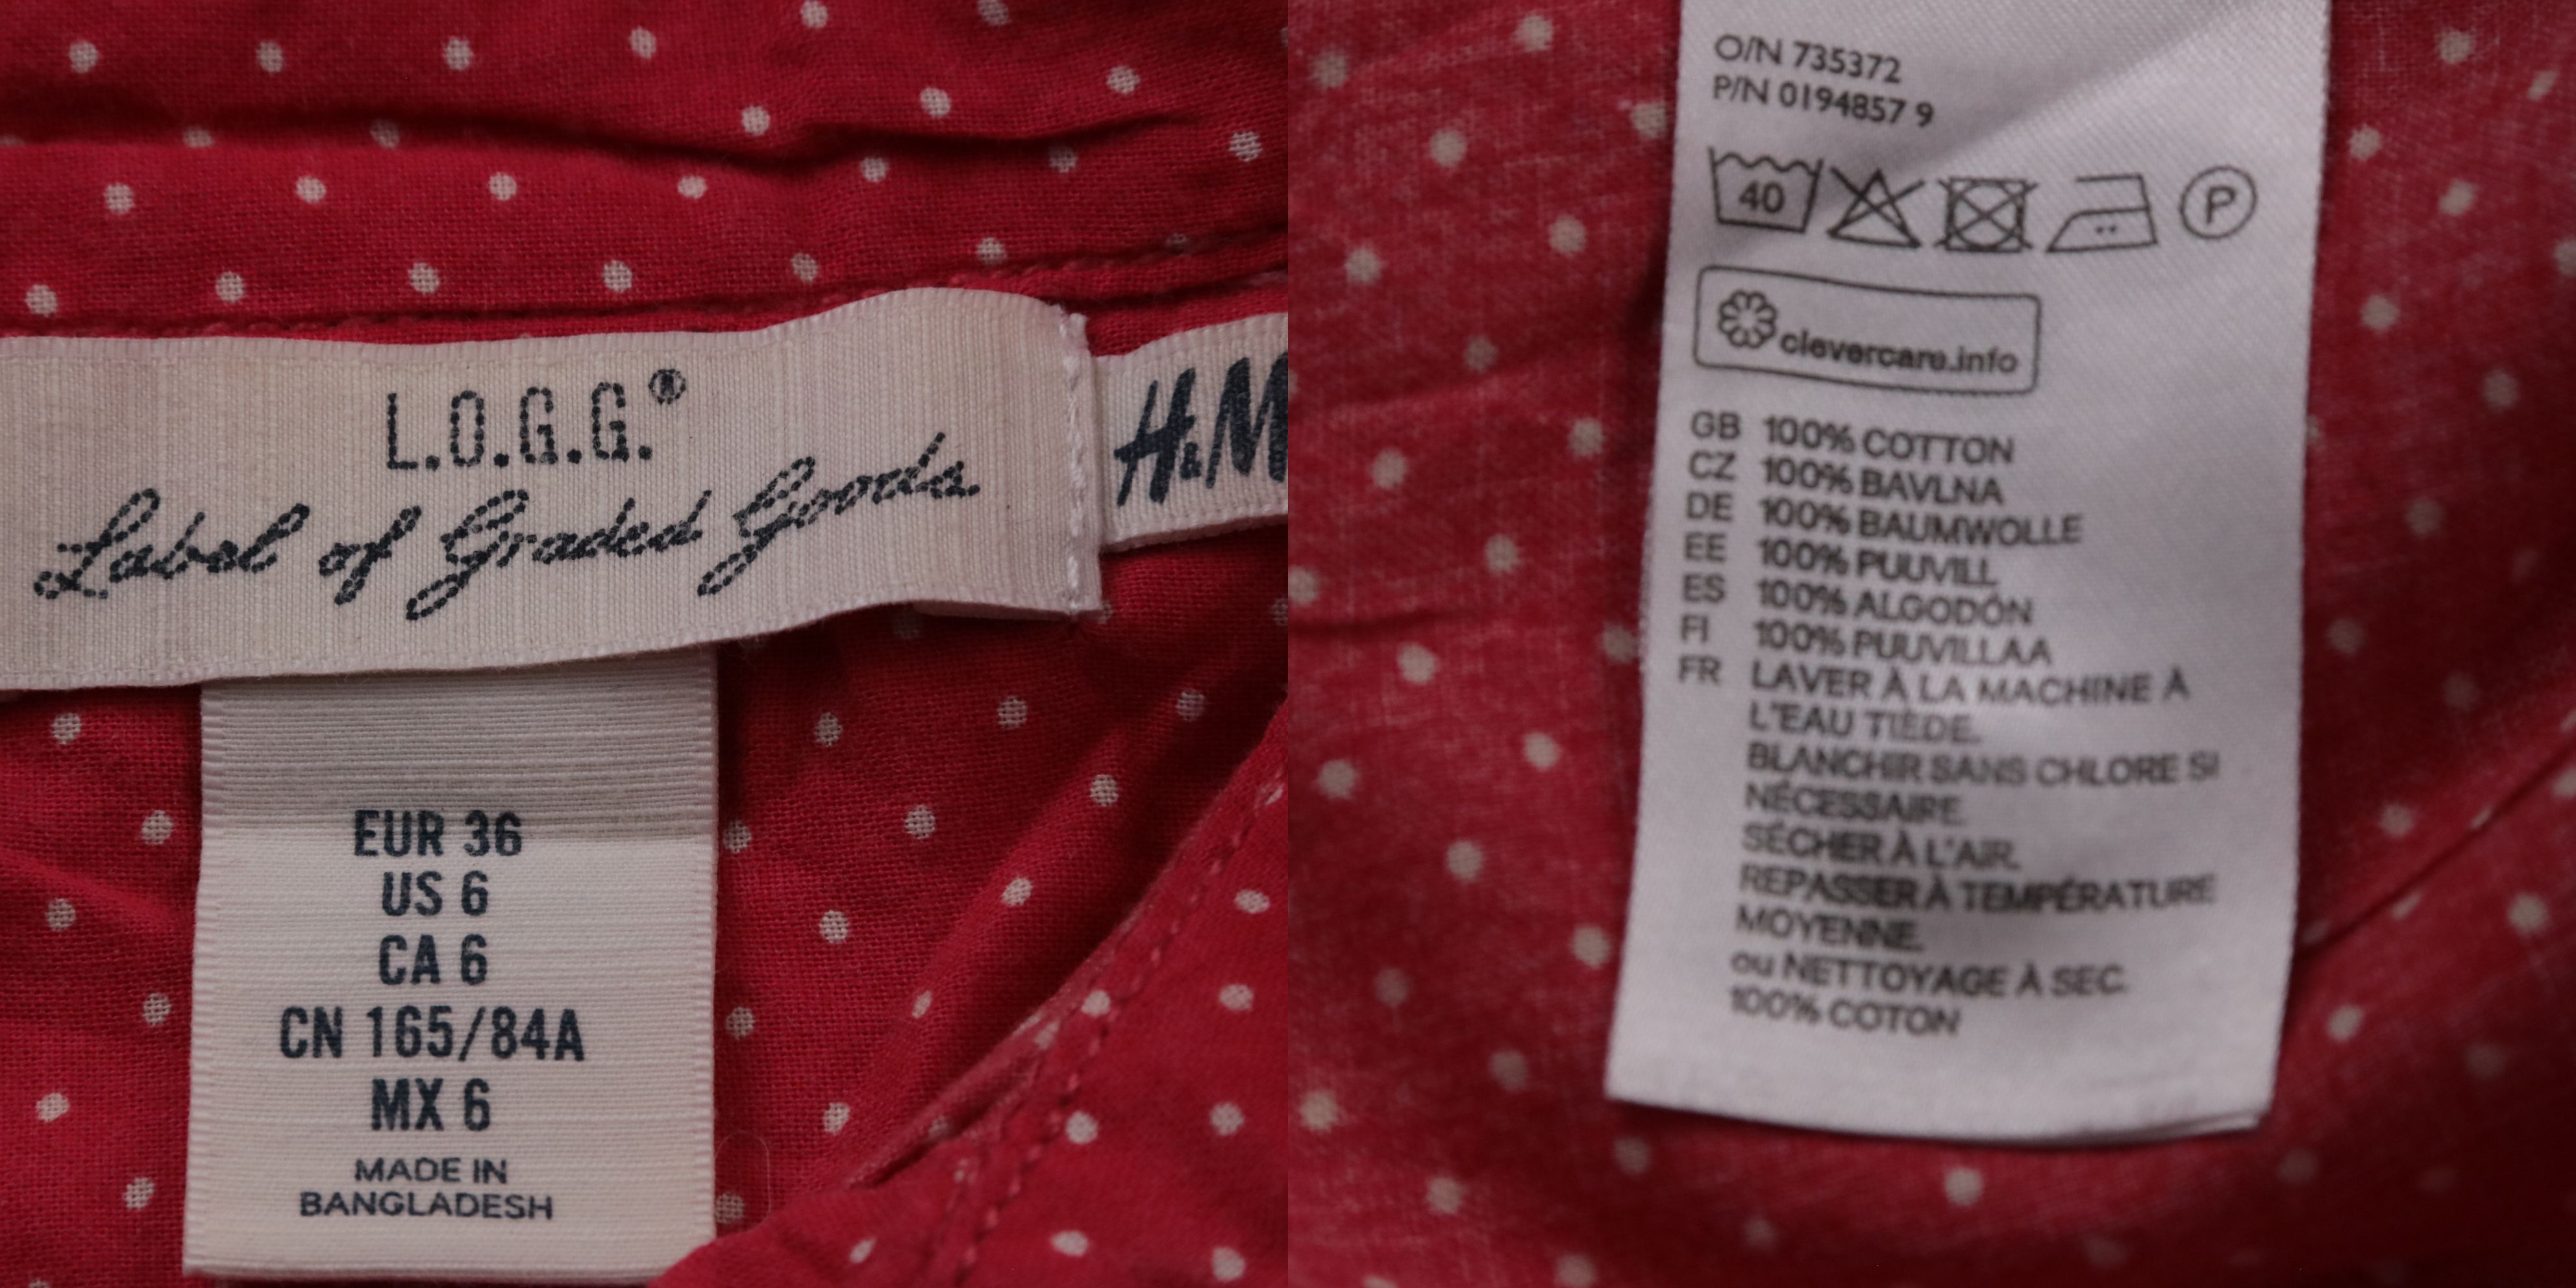 L.O.G.G.®
Label of Graded Goods.
H&M
EUR 36
US 6
CA 6
CN 165/84A
MX 6
MADE IN
BANGLADESH
O/N 735372
P/N 0194857 9
40
P
clevercare.info
GB 100% COTTON
CZ 100% BAVLNA
DE 100% BAUMWOLLE
EE 100% PUUVILL
ES 100% ALGODÓN
FI 100% PUUVILLAA
FR LAVER À LA MACHINE À
L'EAU TIÈDE.
BLANCHIR SANS CHLORE SI
NÉCESSAIRE.
SÉCHER À L'AIR.
REPASSER À TEMPÉRATURE
MOYENNE.
ou NETTOYAGE À SEC.
100% COTON